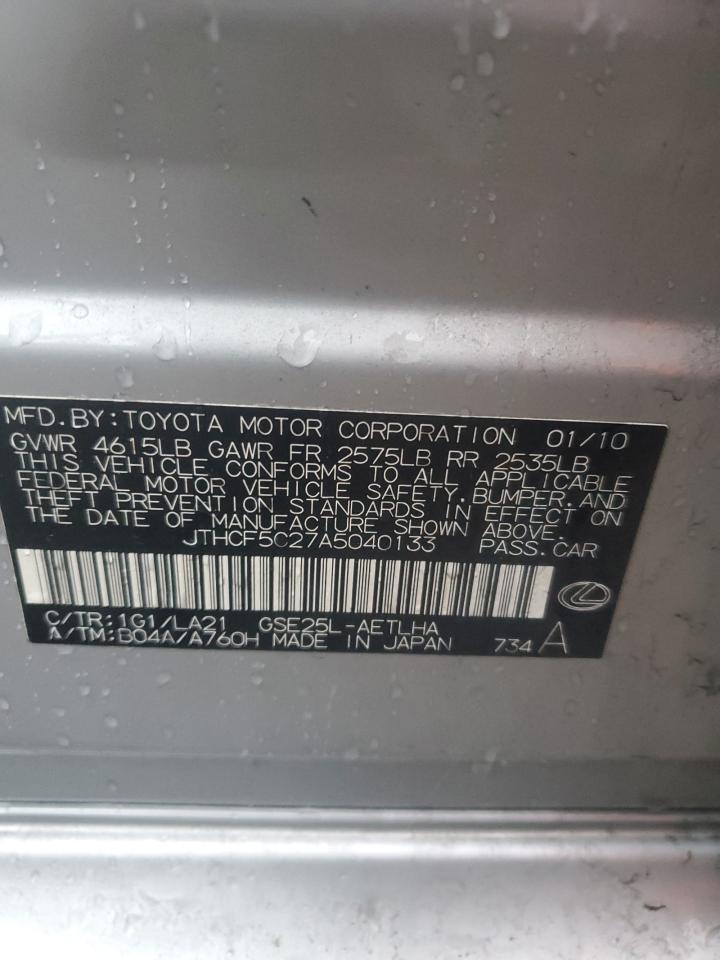 MFD.BY:TOYOTA MOTOR CORPORATION 01/10
GVWR 4615LB GAWR FR 2575LB RR 2535LB
THIS VEHICLE CONFORMS TO ALL APPLICABLE
FEDERAL MOTOR VEHICLE SAFETY,BUMPER,AND
THEFT PREVENTION STANDARDS IN EFFECT ON
THE DATE OF MANUFACTURE SHOWN ABOVE.
JTHCF5C27A5040133 PASS.CAR
C/TR:1G1/LA21 GSE25L-AETLHA
A/TM:B04A/A760H MADE IN JAPAN 734 A